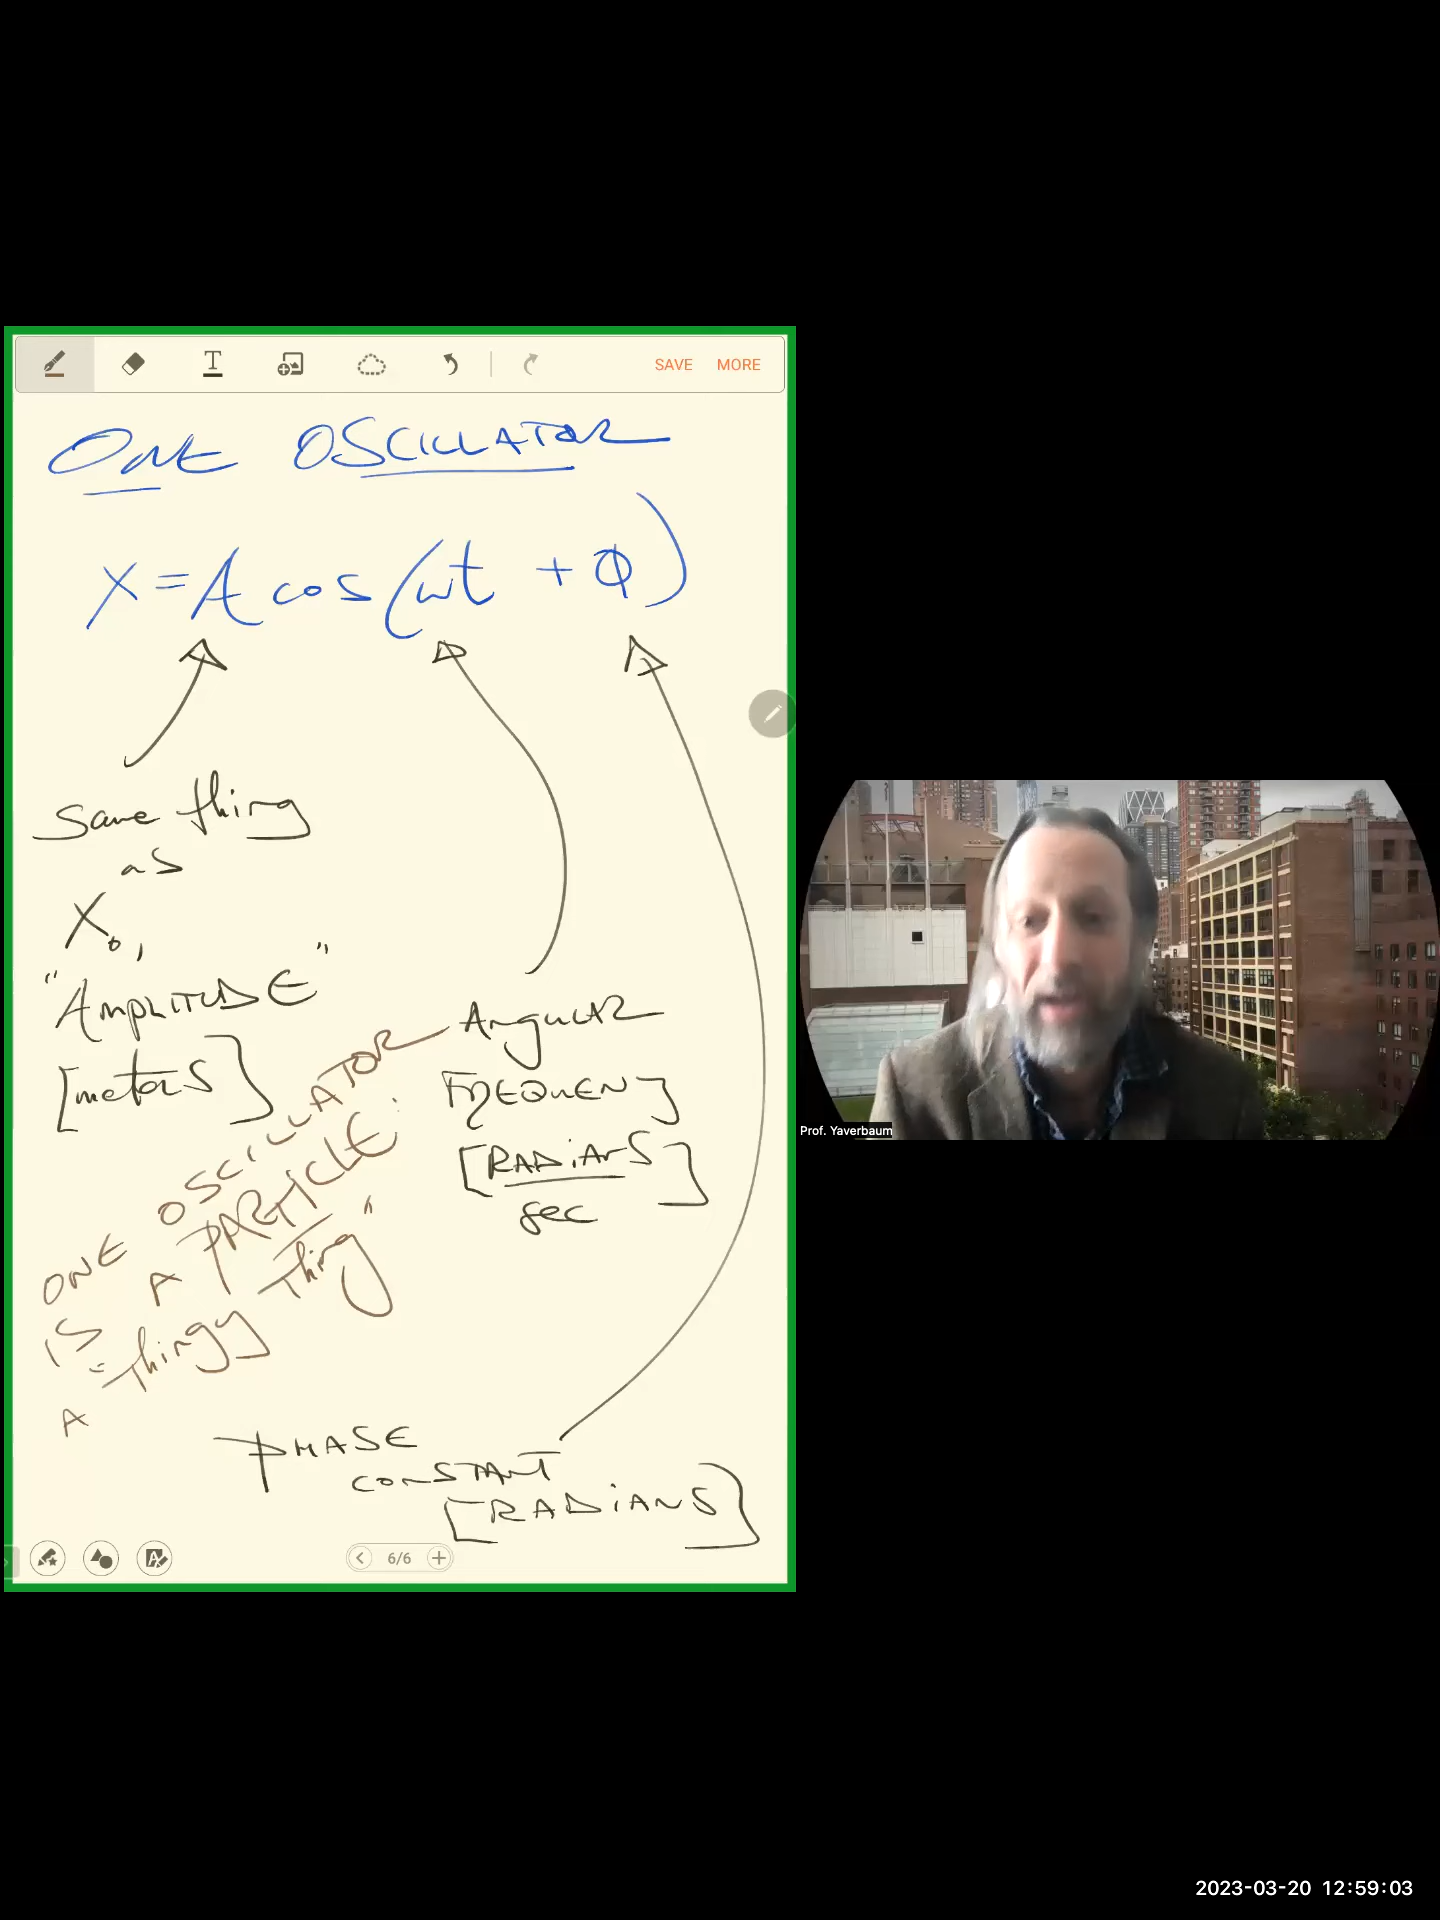 SAVE MORE
ONE OSCILLATOR
X = A cos(ωt + Φ)
Same thing
as
X₀,
"AMPLITUDE"
[meters]
Angular
FREQUENCY
[RADIANS
sec]
ONE OSCILLATOR
IS A PARTICLE:
A "Thingy Thing"
PHASE
CONSTANT
[RADIANS]
6/6
Prof. Yaverbaum
2023-03-20 12:59:03